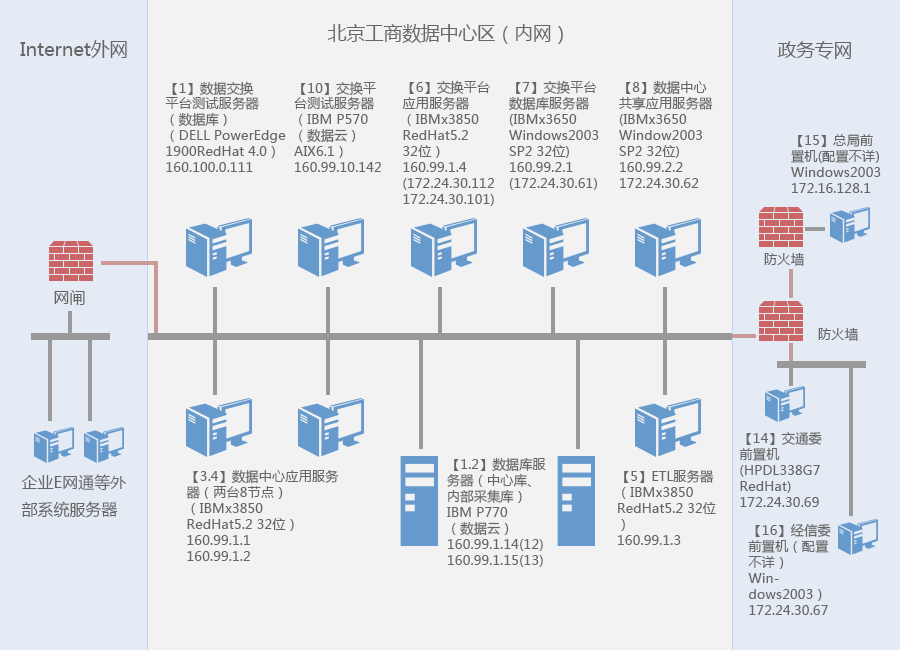 Internet外网
北京工商数据中心区（内网）
政务专网
【1】数据交换
平台测试服务器
（数据库）
（DELL PowerEdge
1900RedHat 4.0）
160.100.0.111
【10】交换平
台测试服务器
（IBM P570
（数据云）
AIX6.1）
160.99.10.142
【6】交换平台
应用服务器
（IBMx3850
RedHat5.2
32位）
160.99.1.4
(172.24.30.112
172.24.30.101)
【7】交换平台
数据库服务器
(IBMx3650
Windows2003
SP2 32位)
160.99.2.1
(172.24.30.61)
【8】数据中心
共享应用服务器
(IBMx3650
Window2003
SP2 32位)
160.99.2.2
172.24.30.62
【15】总局前
置机(配置不详)
Windows2003
172.16.128.1
防火墙
网闸
防火墙
企业E网通等外
部系统服务器
【3.4】数据中心应用服务
器（两台8节点）
（IBMx3850
RedHat5.2 32位）
160.99.1.1
160.99.1.2
【1.2】数据库服
务器（中心库、
内部采集库）
IBM P770
（数据云）
160.99.1.14(12)
160.99.1.15(13)
【5】ETL服务器
（IBMx3850
RedHat5.2 32位
）
160.99.1.3
【14】交通委
前置机
(HPDL338G7
RedHat)
172.24.30.69
【16】经信委
前置机（配置
不详）
Win-
dows2003）
172.24.30.67